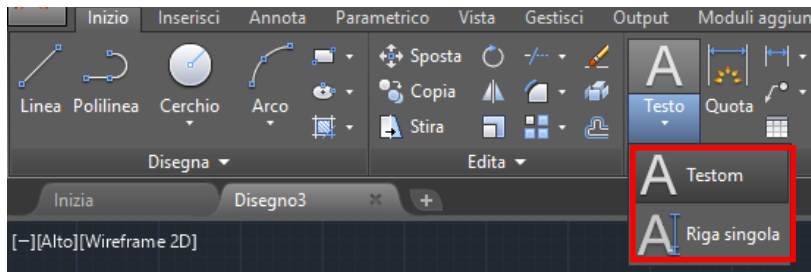 Inizio Inserisci Annota Parametrico Vista Gestisci Output Moduli aggiun
Linea Polilinea Cerchio Arco
Sposta
Copia
Stira
Testo Quota
Disegna Edita
Testom
Riga singola
Inizia Disegno3
[−][Alto][Wireframe 2D]